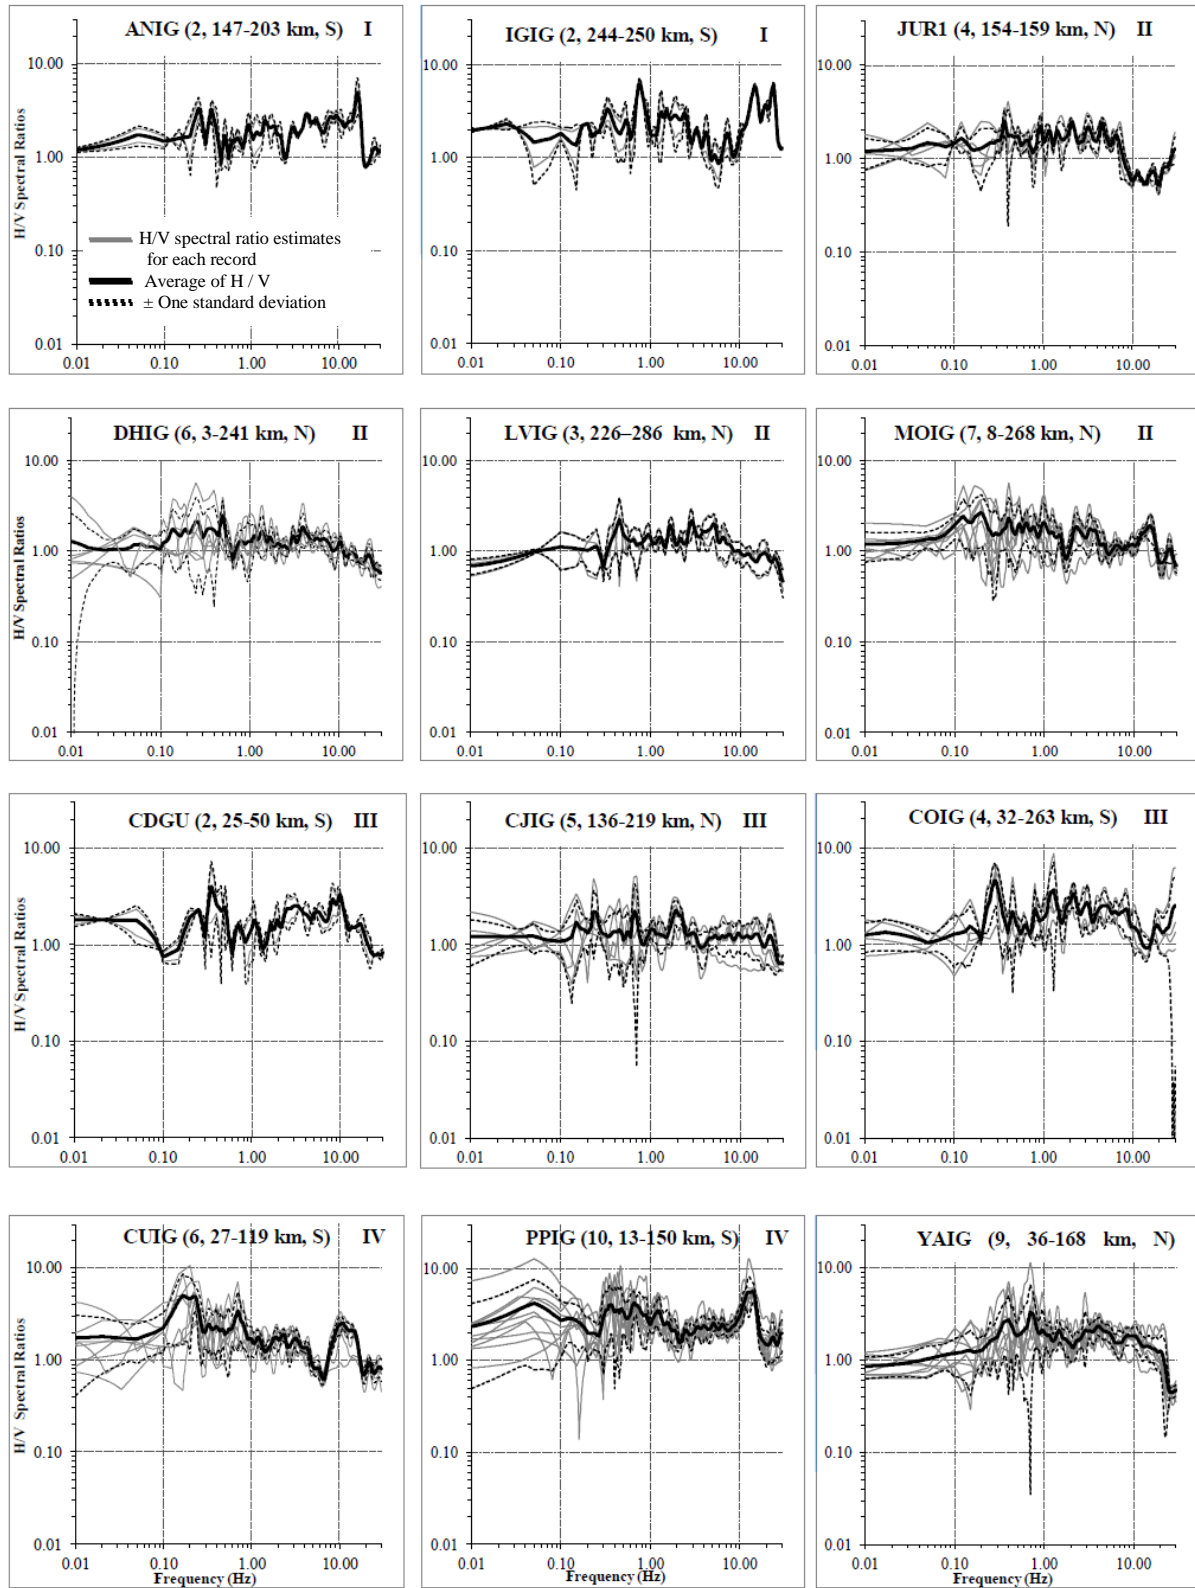 ANIG (2, 147-203 km, S) I
IGIG (2, 244-250 km, S) I
JUR1 (4, 154-159 km, N) II
10.00
1.00
0.10
0.01
H/V Spectral Ratios
H/V spectral ratio estimates
for each record
Average of H / V
± One standard deviation
0.01 0.10 1.00 10.00
10.00
1.00
0.10
0.01
0.01 0.10 1.00 10.00
10.00
1.00
0.10
0.01
0.01 0.10 1.00 10.00
DHIG (6, 3-241 km, N) II
LVIG (3, 226–286 km, N) II
MOIG (7, 8-268 km, N) II
10.00
1.00
0.10
0.01
H/V Spectral Ratios
0.01 0.10 1.00 10.00
10.00
1.00
0.10
0.01
0.01 0.10 1.00 10.00
10.00
1.00
0.10
0.01
0.01 0.10 1.00 10.00
CDGU (2, 25-50 km, S) III
CJIG (5, 136-219 km, N) III
COIG (4, 32-263 km, S) III
10.00
1.00
0.10
0.01
H/V Spectral Ratios
0.01 0.10 1.00 10.00
10.00
1.00
0.10
0.01
0.01 0.10 1.00 10.00
10.00
1.00
0.10
0.01
0.01 0.10 1.00 10.00
CUIG (6, 27-119 km, S) IV
PPIG (10, 13-150 km, S) IV
YAIG (9, 36-168 km, N)
10.00
1.00
0.10
0.01
H/V Spectral Ratios
0.01 0.10 1.00 10.00
Frequency (Hz)
10.00
1.00
0.10
0.01
0.01 0.10 1.00 10.00
Frequency (Hz)
10.00
1.00
0.10
0.01
0.01 0.10 1.00 10.00
Frequency (Hz)